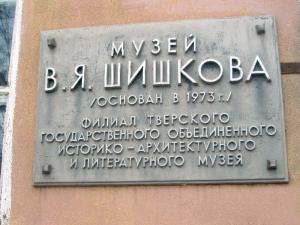 МУЗЕЙ
В.Я. ШИШКОВА
/ОСНОВАН В 1973 г./
ФИЛИАЛ ТВЕРСКОГО
ГОСУДАРСТВЕННОГО ОБЪЕДИНЕННОГО
ИСТОРИКО-АРХИТЕКТУРНОГО
И ЛИТЕРАТУРНОГО МУЗЕЯ